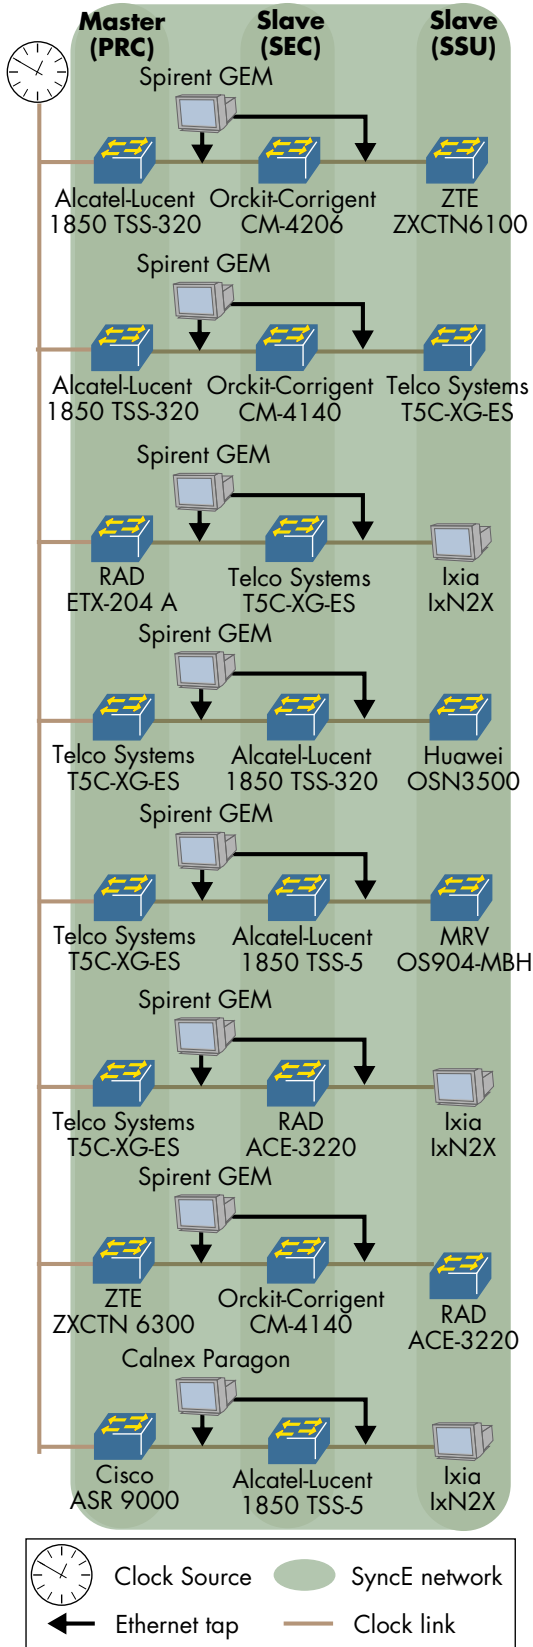 Master Slave Slave
(PRC) (SEC) (SSU)
Spirent GEM
Alcatel-Lucent Orckit-Corrigent ZTE
1850 TSS-320 CM-4206 ZXCTN6100
Spirent GEM
Alcatel-Lucent Orckit-Corrigent Telco Systems
1850 TSS-320 CM-4140 T5C-XG-ES
Spirent GEM
RAD Telco Systems Ixia
ETX-204 A T5C-XG-ES IxN2X
Spirent GEM
Telco Systems Alcatel-Lucent Huawei
T5C-XG-ES 1850 TSS-320 OSN3500
Spirent GEM
Telco Systems Alcatel-Lucent MRV
T5C-XG-ES 1850 TSS-5 OS904-MBH
Spirent GEM
Telco Systems RAD Ixia
T5C-XG-ES ACE-3220 IxN2X
Spirent GEM
ZTE Orckit-Corrigent RAD
ZXCTN 6300 CM-4140 ACE-3220
Calnex Paragon
Cisco Alcatel-Lucent Ixia
ASR 9000 1850 TSS-5 IxN2X
Clock Source SyncE network
Ethernet tap Clock link